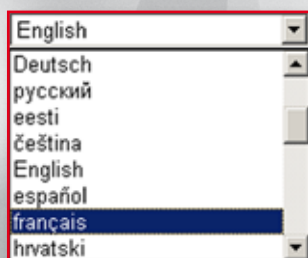 English
Deutsch
русский
eesti
čeština
English
español
français
hrvatski